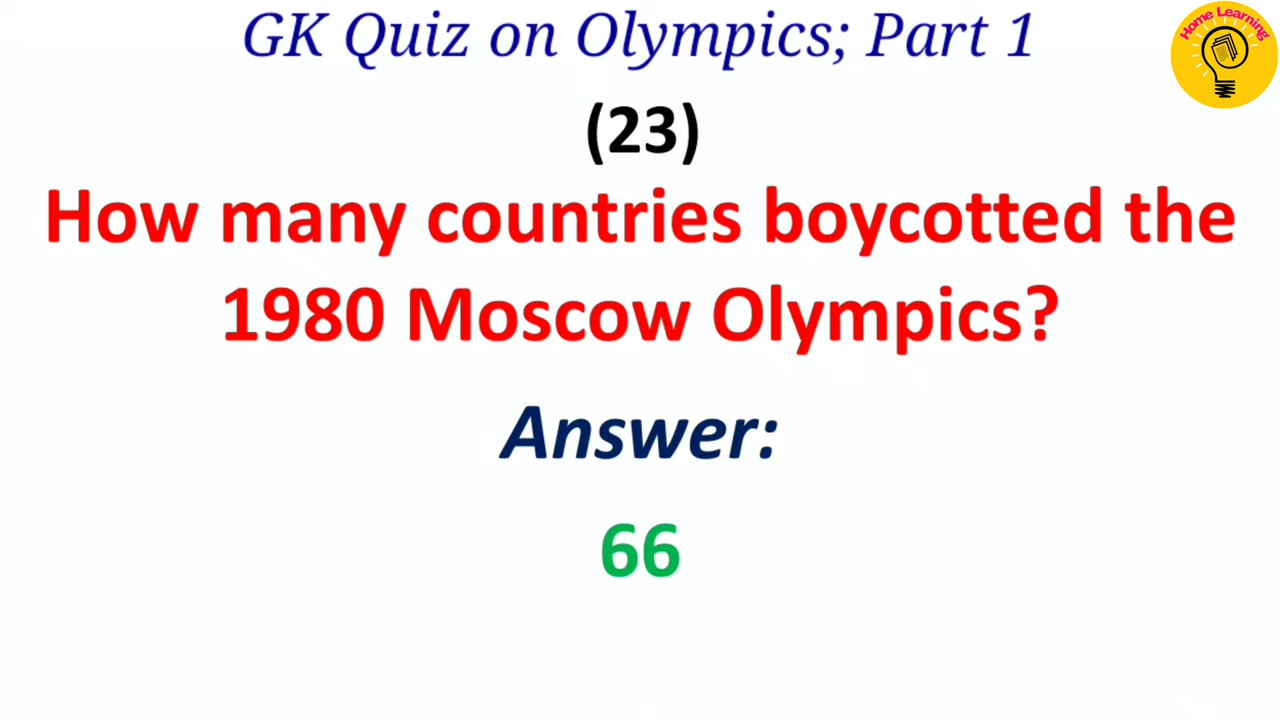 GK Quiz on Olympics; Part 1
Home Learning
(23)
How many countries boycotted the
1980 Moscow Olympics?
Answer:
66